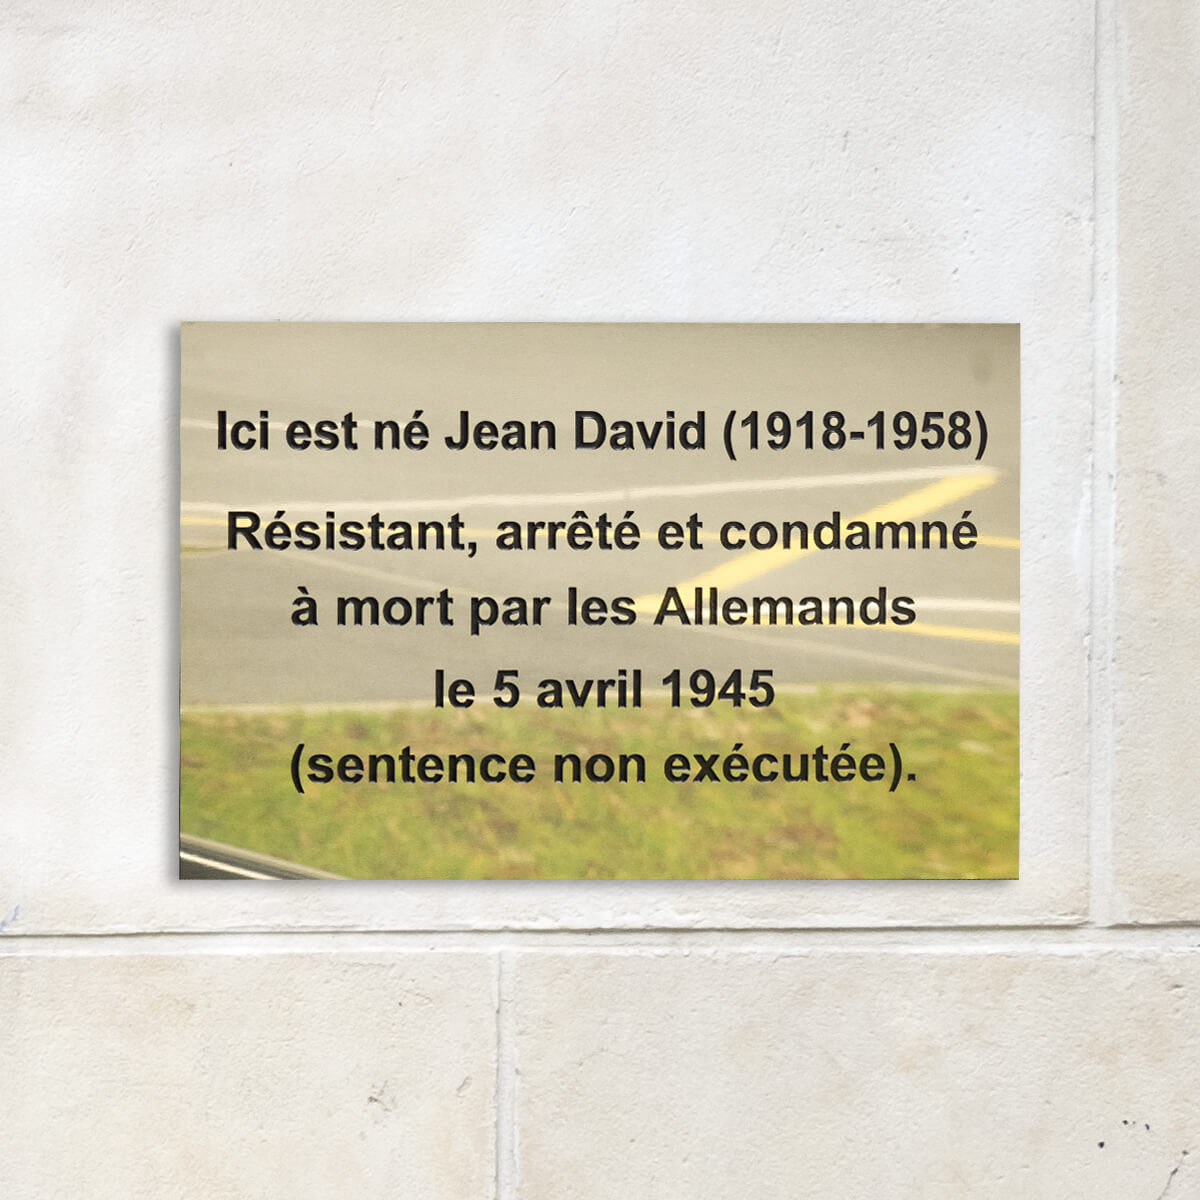 Ici est né Jean David (1918-1958)
Résistant, arrêté et condamné
à mort par les Allemands
le 5 avril 1945
(sentence non exécutée).